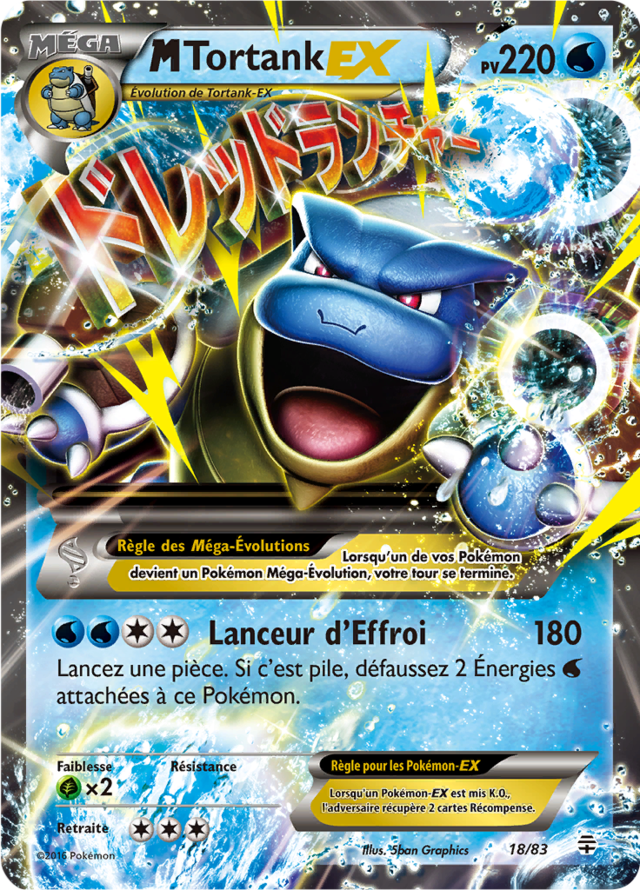 MÉGA
M Tortank EX
PV 220
Évolution de Tortank-EX
ドレッドランチャー
Règle des Méga-Évolutions
Lorsqu'un de vos Pokémon
devient un Pokémon Méga-Évolution, votre tour se termine.
Lanceur d'Effroi 180
Lancez une pièce. Si c'est pile, défaussez 2 Énergies
attachées à ce Pokémon.
Faiblesse Résistance
×2
Règle pour les Pokémon-EX
Lorsqu'un Pokémon-EX est mis K.O.,
l'adversaire récupère 2 cartes Récompense.
Retraite
©2016 Pokémon
Illus. 5ban Graphics
18/83